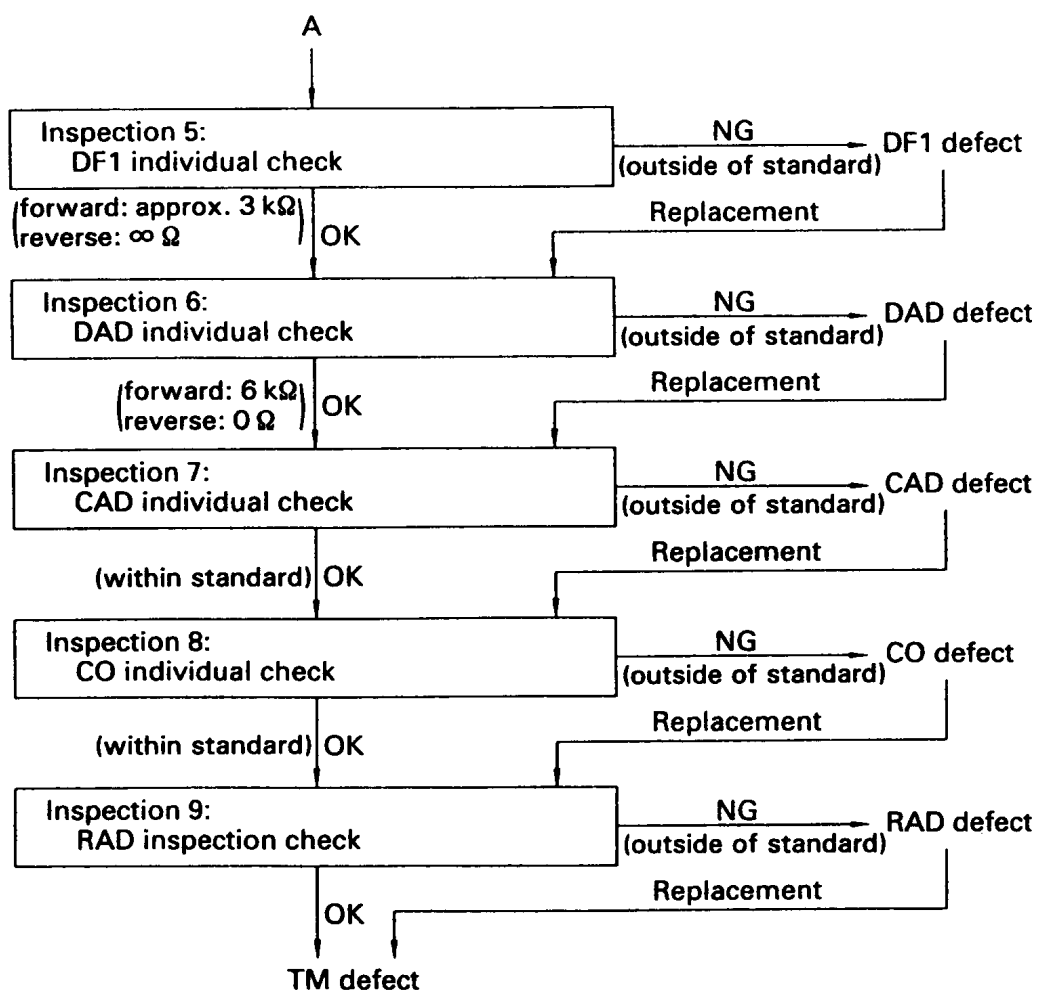 A
Inspection 5:
DF1 individual check
NG
(outside of standard)
DF1 defect
Replacement
(forward: approx. 3 kΩ
reverse: ∞ Ω)
OK
Inspection 6:
DAD individual check
NG
(outside of standard)
DAD defect
Replacement
(forward: 6 kΩ
reverse: 0 Ω)
OK
Inspection 7:
CAD individual check
NG
(outside of standard)
CAD defect
Replacement
(within standard) OK
Inspection 8:
CO individual check
NG
(outside of standard)
CO defect
Replacement
(within standard) OK
Inspection 9:
RAD inspection check
NG
(outside of standard)
RAD defect
Replacement
OK
TM defect